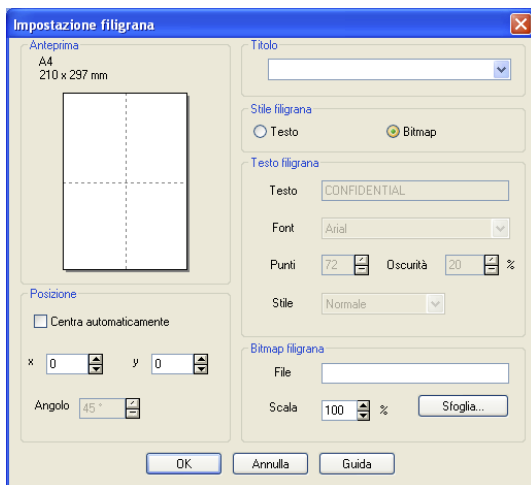 Impostazione filigrana
Anteprima
A4
210 x 297 mm
Posizione
Centra automaticamente
x 0 y 0
Angolo 45 °
Titolo
Stile filigrana
Testo Bitmap
Testo filigrana
Testo CONFIDENTIAL
Font Arial
Punti 72 Oscurità 20 %
Stile Normale
Bitmap filigrana
File
Scala 100 % Sfoglia...
OK Annulla Guida